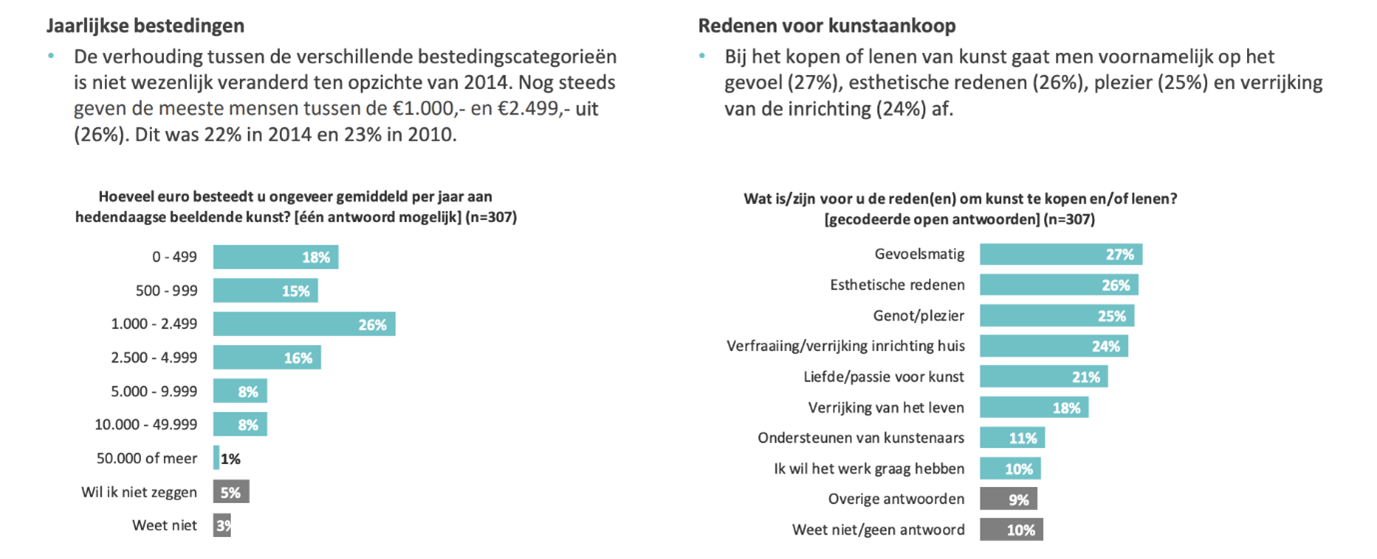 Jaarlijkse bestedingen
• De verhouding tussen de verschillende bestedingscategorieën
is niet wezenlijk veranderd ten opzichte van 2014. Nog steeds
geven de meeste mensen tussen de €1.000,- en €2.499,- uit
(26%). Dit was 22% in 2014 en 23% in 2010.
Hoeveel euro besteedt u ongeveer gemiddeld per jaar aan
hedendaagse beeldende kunst? [één antwoord mogelijk] (n=307)
0 - 499 18%
500 - 999 15%
1.000 - 2.499 26%
2.500 - 4.999 16%
5.000 - 9.999 8%
10.000 - 49.999 8%
50.000 of meer 1%
Wil ik niet zeggen 5%
Weet niet 3%
Redenen voor kunstaankoop
• Bij het kopen of lenen van kunst gaat men voornamelijk op het
gevoel (27%), esthetische redenen (26%), plezier (25%) en verrijking
van de inrichting (24%) af.
Wat is/zijn voor u de reden(en) om kunst te kopen en/of lenen?
[gecodeerde open antwoorden] (n=307)
Gevoelsmatig 27%
Esthetische redenen 26%
Genot/plezier 25%
Verfraaiing/verrijking inrichting huis 24%
Liefde/passie voor kunst 21%
Verrijking van het leven 18%
Ondersteunen van kunstenaars 11%
Ik wil het werk graag hebben 10%
Overige antwoorden 9%
Weet niet/geen antwoord 10%